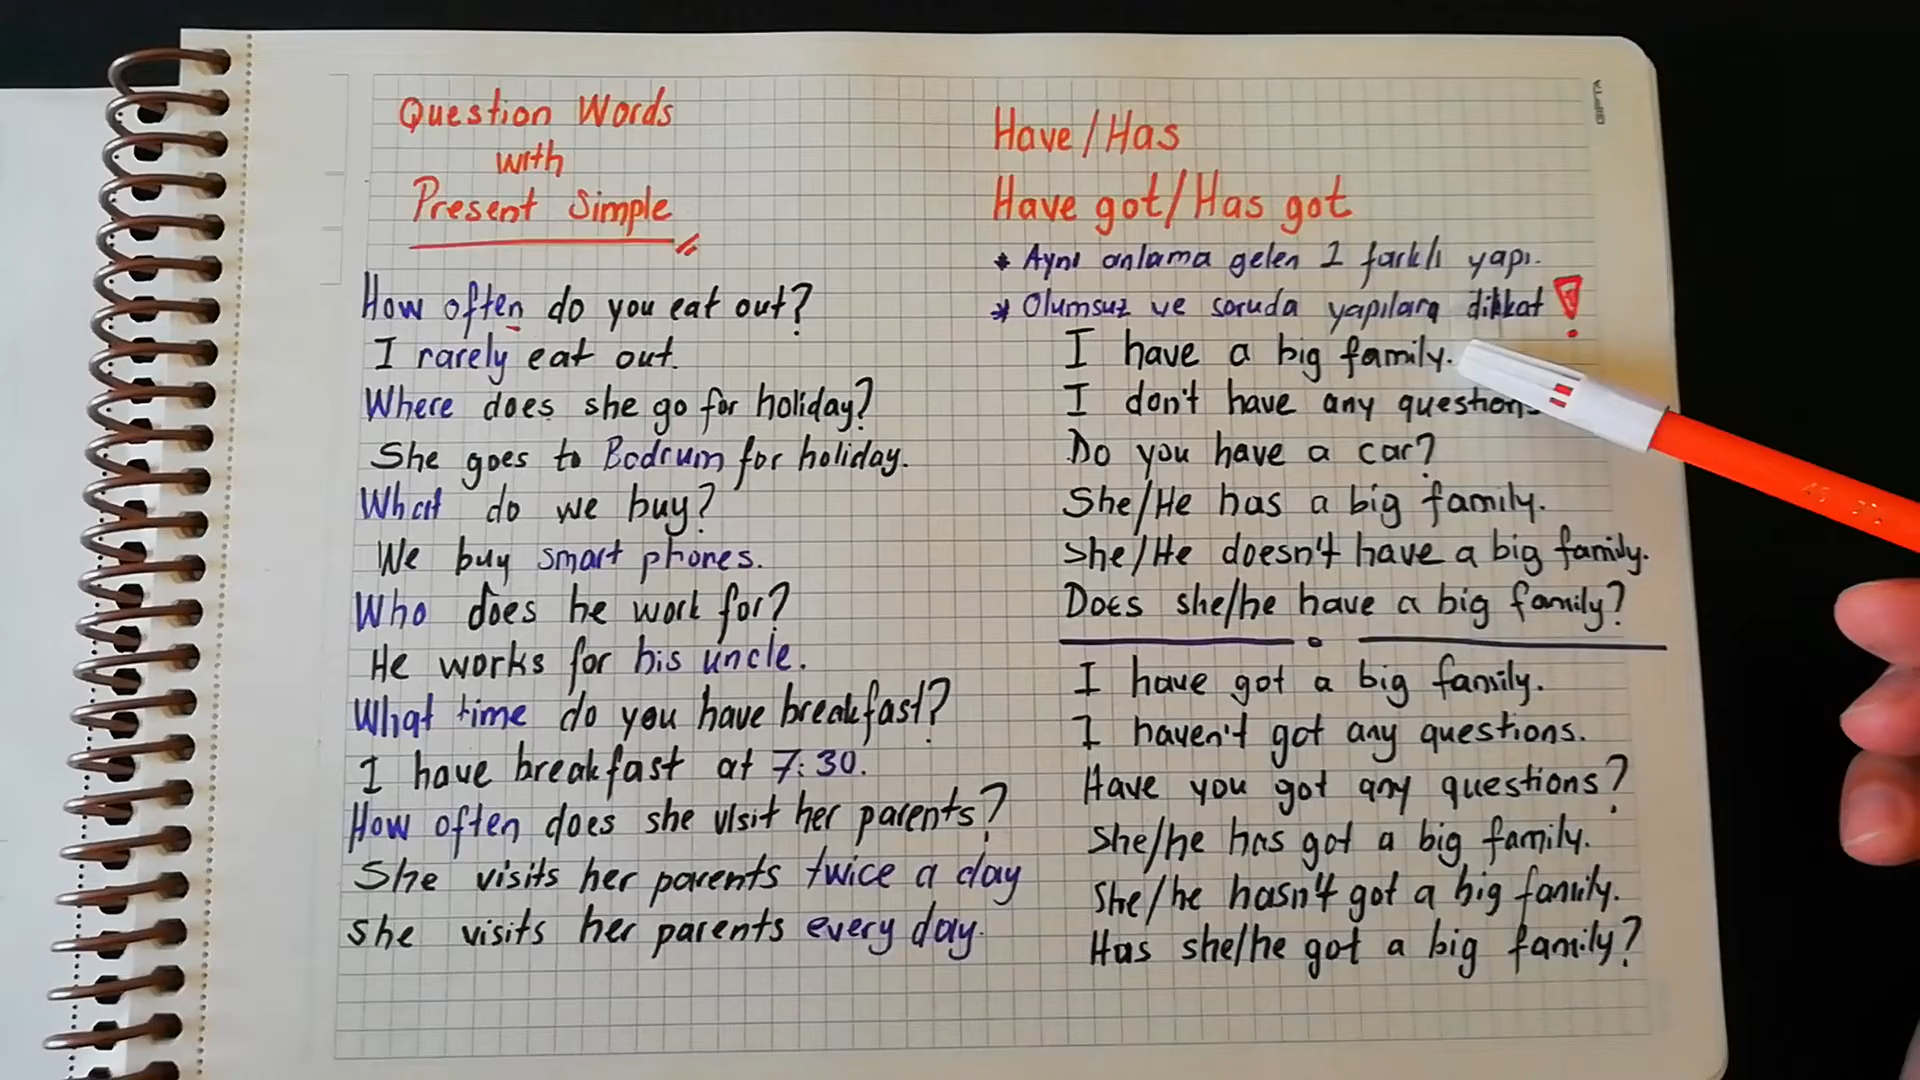 Question Words
with
Present Simple
How often do you eat out?
I rarely eat out.
Where does she go for holiday?
She goes to Bodrum for holiday.
What do we buy?
We buy smart phones.
Who does he work for?
He works for his uncle.
What time do you have breakfast?
I have breakfast at 7:30.
How often does she visit her parents?
She visits her parents twice a day
She visits her parents every day.
Have/Has
Have got/Has got
* Aynı anlama gelen 2 farklı yapı.
* Olumsuz ve soruda yapılara dikkat !
I have a big family.
I don't have any questions
Do you have a car?
She/He has a big family.
She/He doesn't have a big family.
Does she/he have a big family?
I have got a big family.
I haven't got any questions.
Have you got any questions?
She/he has got a big family.
She/he hasn't got a big family.
Has she/he got a big family?